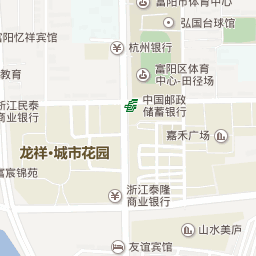 富阳市体育中心
弘国台球馆
富阳忆祥宾馆
杭州银行
教育
富阳区体育
中心-田径场
浙江民泰
商业银行
中国邮政
储蓄银行
嘉禾广场
龙祥·城市花园
富宸锦苑
浙江泰隆
商业银行
山水美庐
友谊宾馆